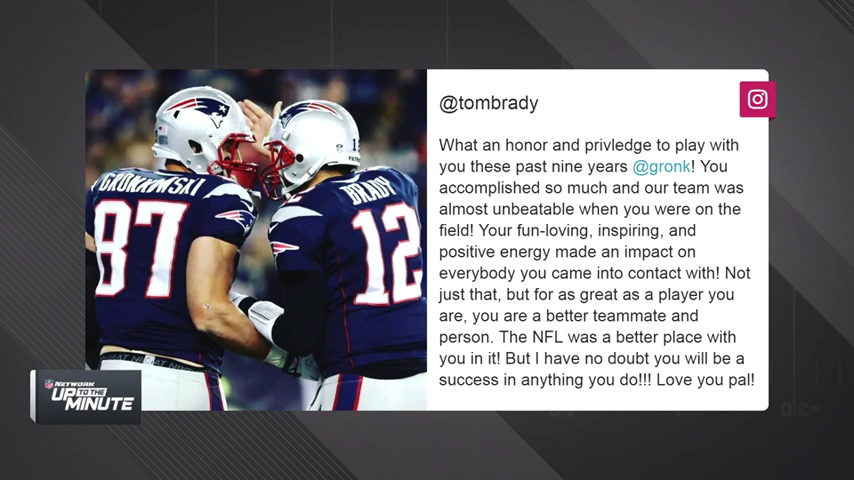 @tombrady
What an honor and privledge to play with
you these past nine years @gronk! You
accomplished so much and our team was
almost unbeatable when you were on the
field! Your fun-loving, inspiring, and
positive energy made an impact on
everybody you came into contact with! Not
just that, but for as great as a player you
are, you are a better teammate and
person. The NFL was a better place with
you in it! But I have no doubt you will be a
success in anything you do!!! Love you pal!
GRONKOWSKI
87
BRADY
12
NFL NETWORK
UP TO THE
MINUTE